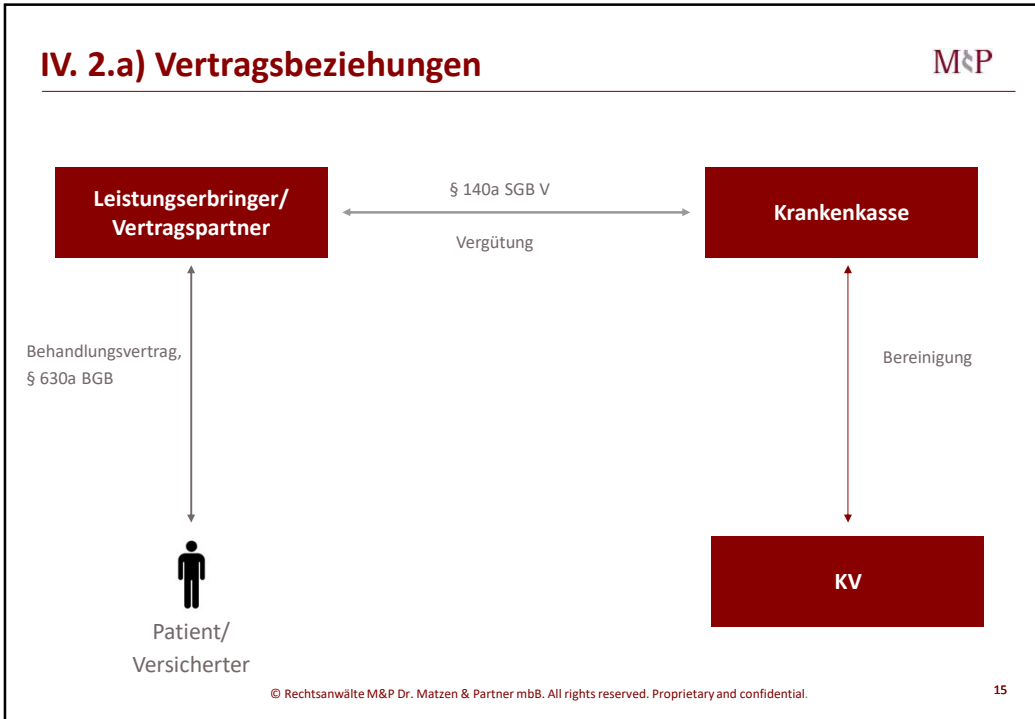 IV. 2.a) Vertragsbeziehungen
M&P
Leistungserbringer/
Vertragspartner
§ 140a SGB V
Vergütung
Krankenkasse
Behandlungsvertrag,
§ 630a BGB
Bereinigung
Patient/
Versicherter
KV
© Rechtsanwälte M&P Dr. Matzen & Partner mbB. All rights reserved. Proprietary and confidential.
15